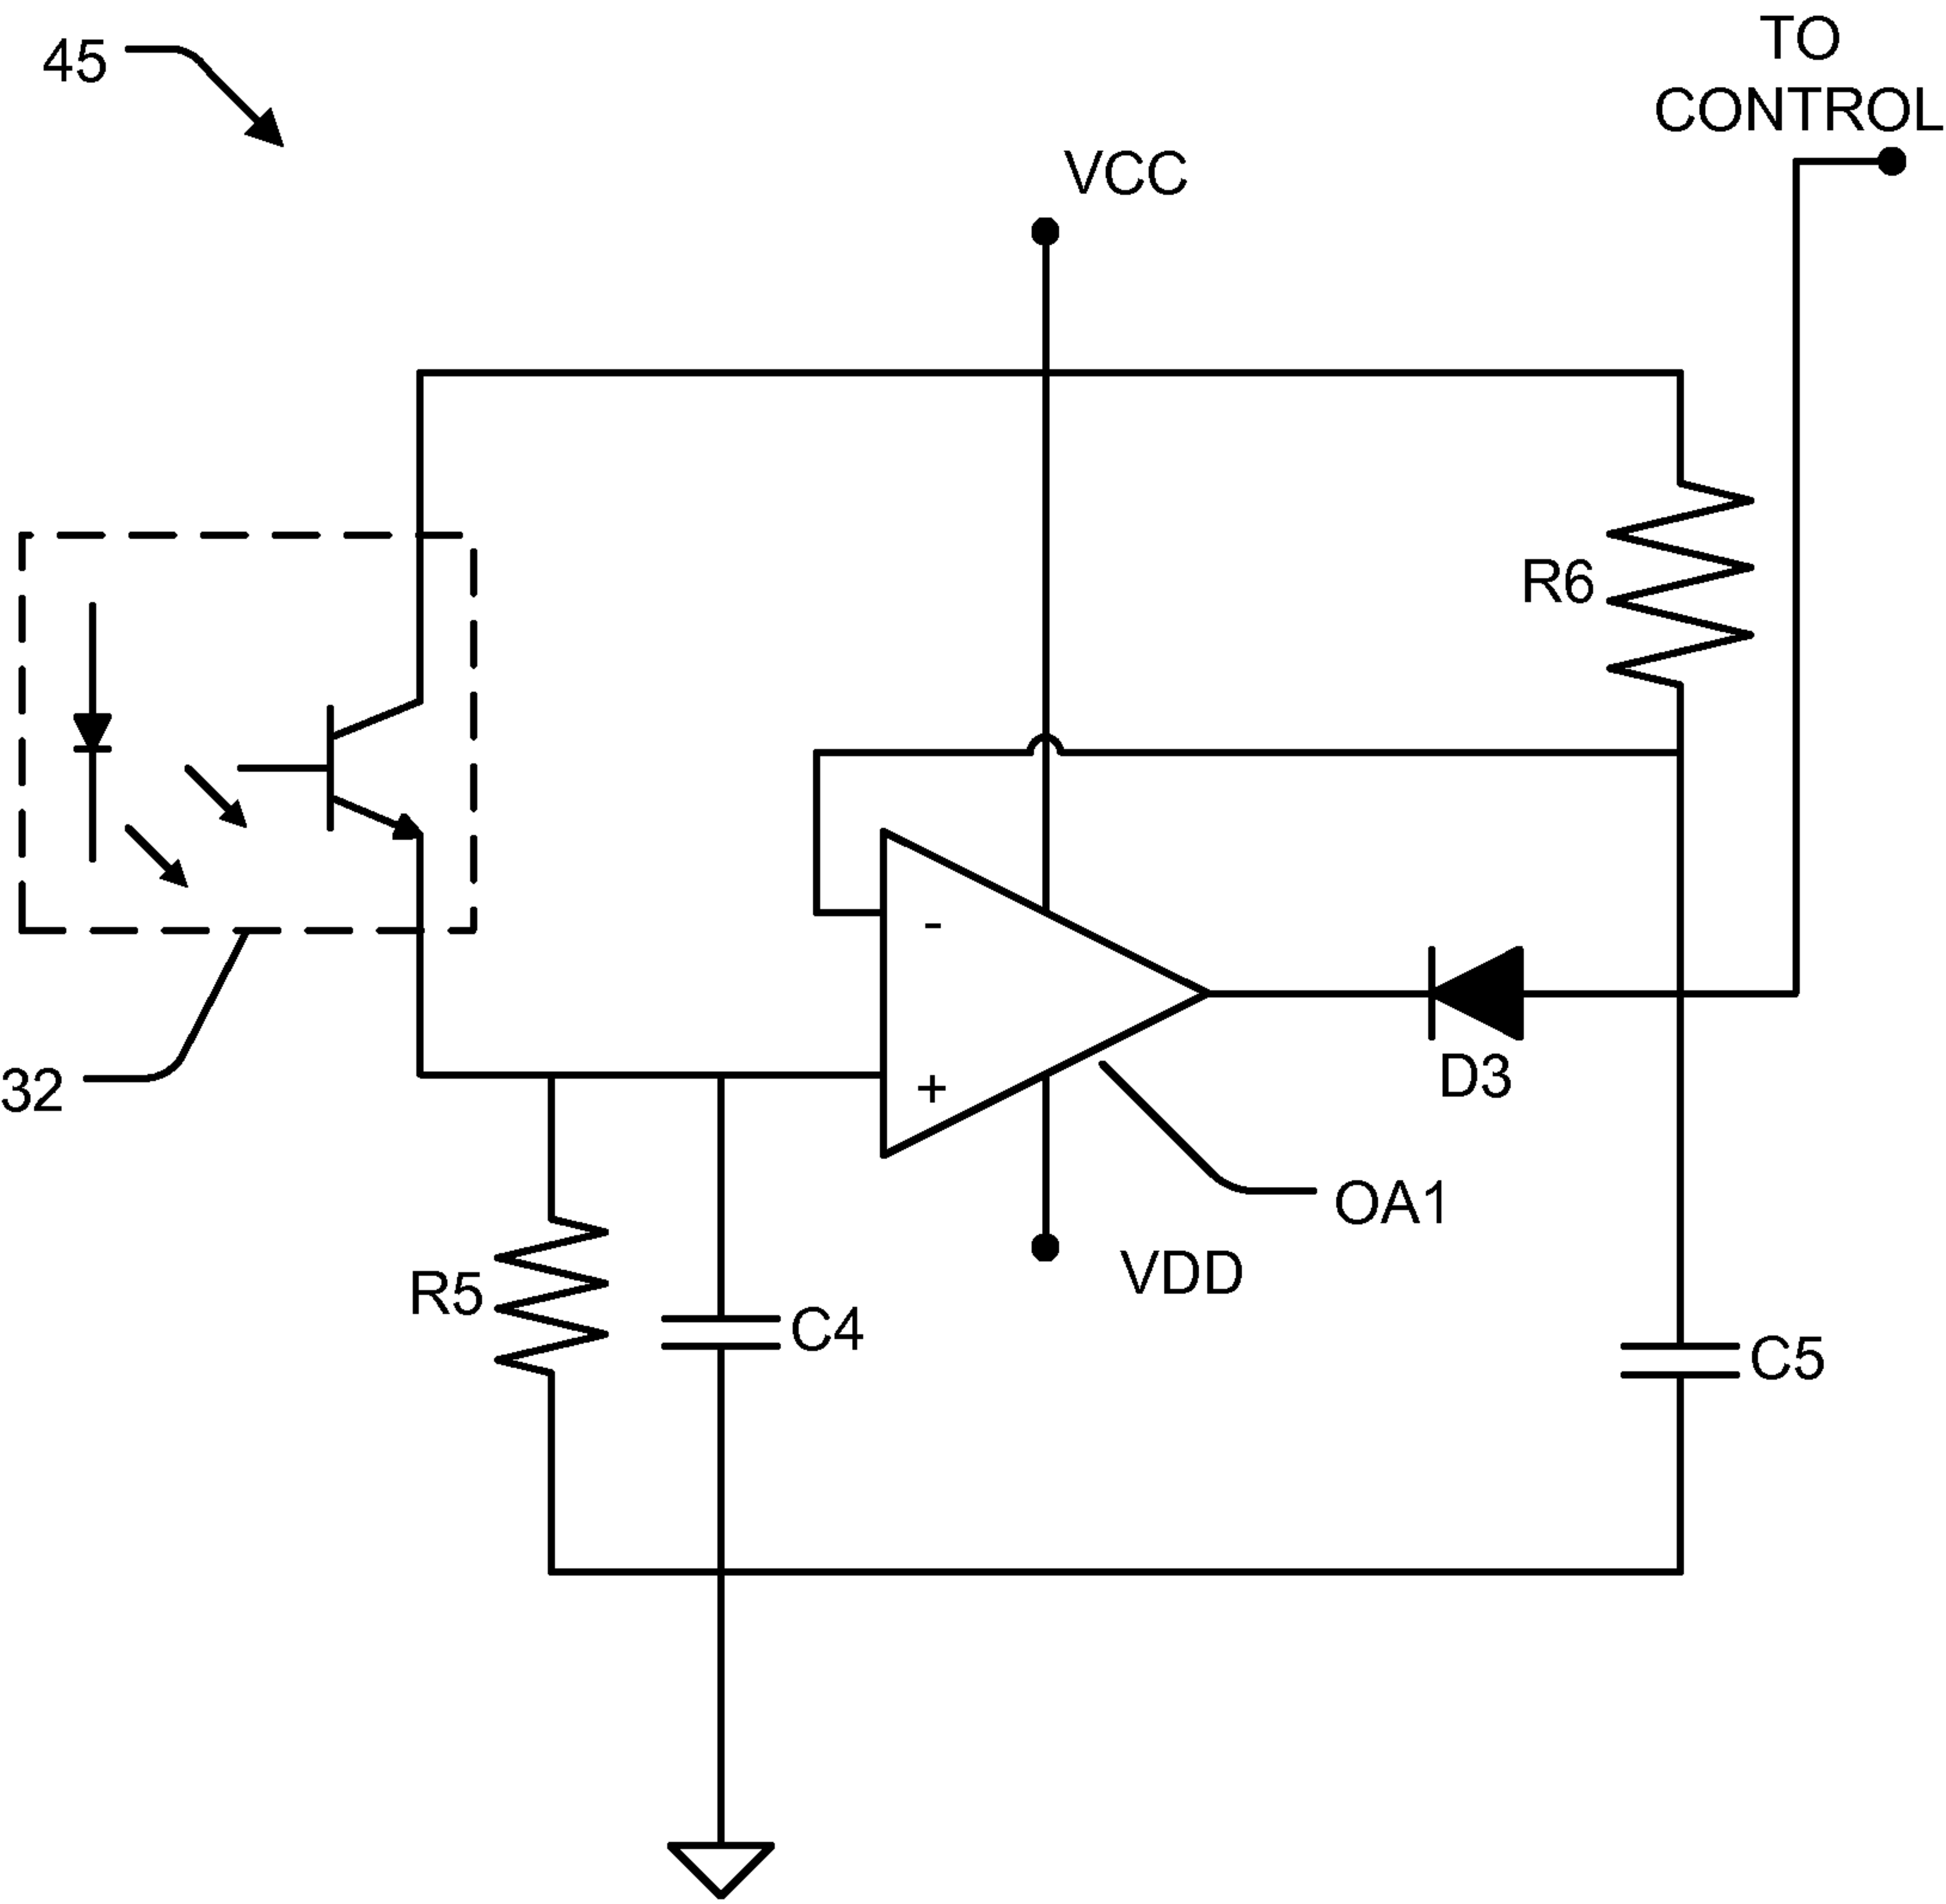 45
TO
CONTROL
VCC
R6
-
+
D3
32
OA1
VDD
R5
C4
C5